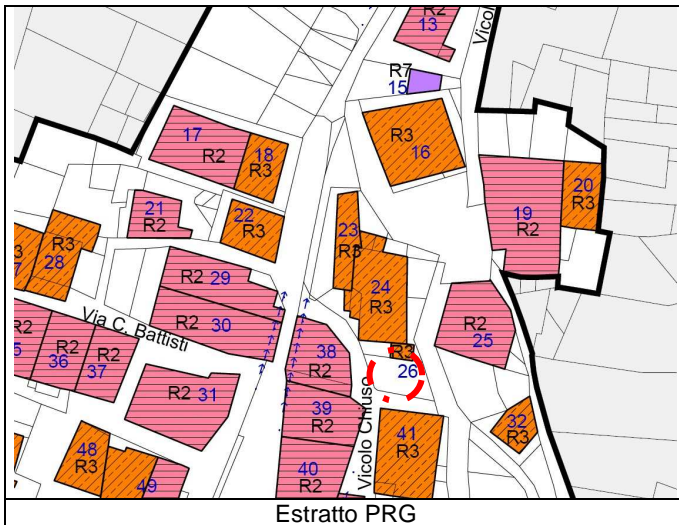 R2
13
Vicolo
R7
15
R3
16
17
R2
18
R3
R3
20
19
R2
21
R2
22
R3
23
R3
R3
28
R2 29
24
R3
R2 30
R2
25
Via C. Battisti
R2
R2
36
R2
37
38
R2
R3
26
R2 31
39
R2
Vicolo Chiuso
41
R3
32
R3
48
R3
49
40
R2
Estratto PRG